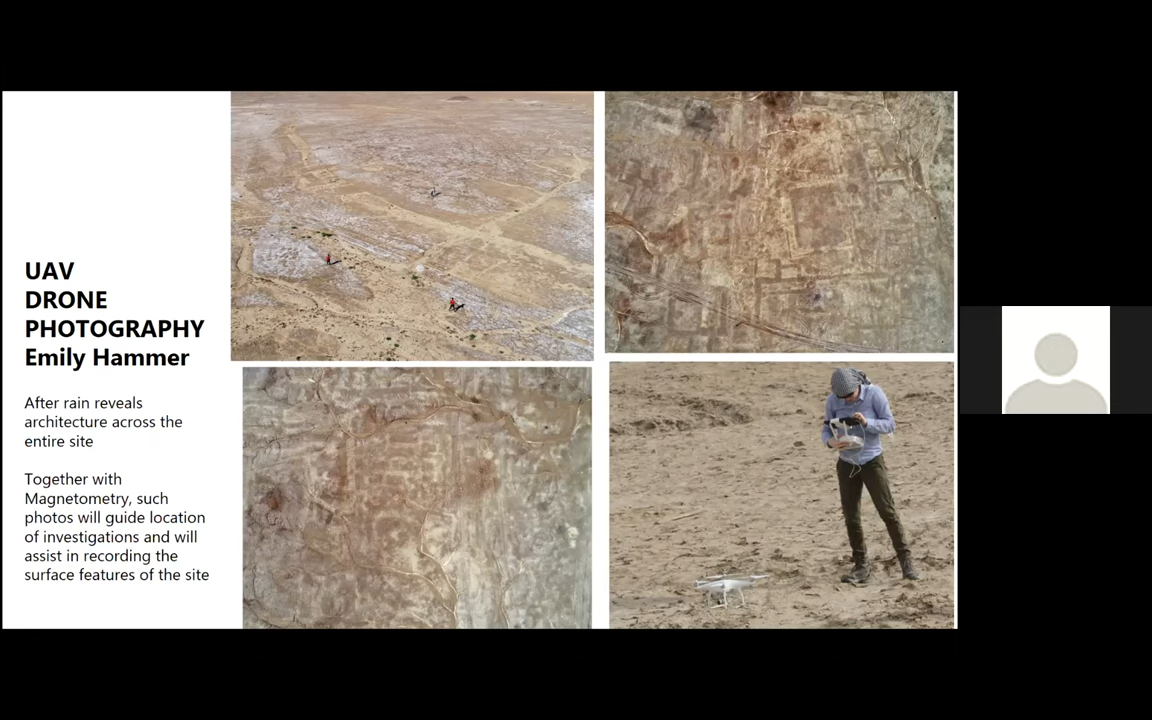 UAV
DRONE
PHOTOGRAPHY
Emily Hammer
After rain reveals
architecture across the
entire site
Together with
Magnetometry, such
photos will guide location
of investigations and will
assist in recording the
surface features of the site